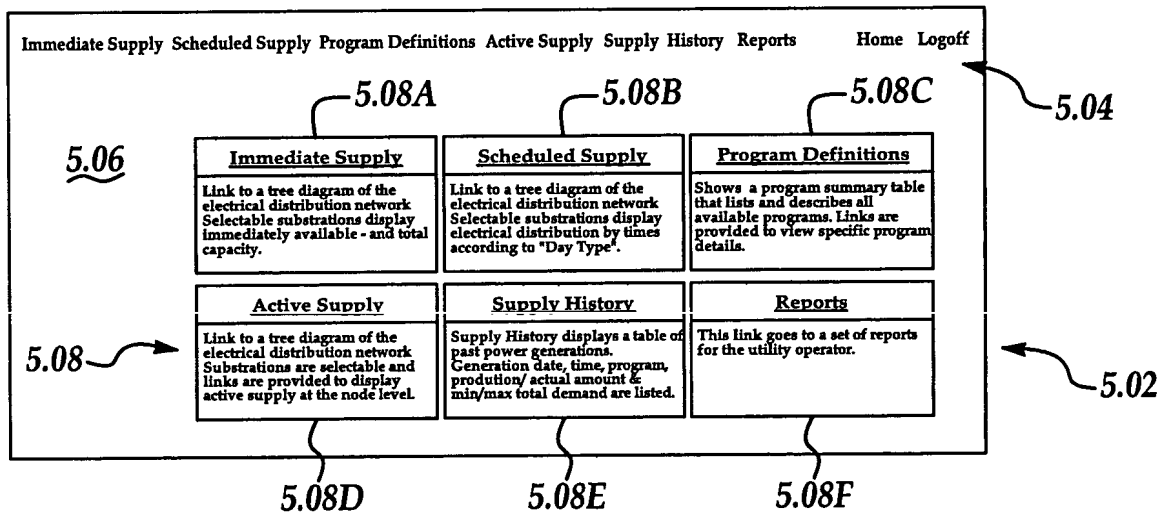 Immediate Supply Scheduled Supply Program Definitions Active Supply Supply History Reports Home Logoff
5.04
5.08A
5.08B
5.08C
5.06
Immediate Supply
Link to a tree diagram of the
electrical distribution network
Selectable substrations display
immediately available - and total
capacity.
Scheduled Supply
Link to a tree diagram of the
electrical distribution network
Selectable substrations display
electrical distribution by times
according to "Day Type".
Program Definitions
Shows a program summary table
that lists and describes all
available programs. Links are
provided to view specific program
details.
5.08
Active Supply
Link to a tree diagram of the
electrical distribution network
Substrations are selectable and
links are provided to display
active supply at the node level.
Supply History
Supply History displays a table of
past power generations.
Generation date, time, program,
prodution/ actual amount &
min/max total demand are listed.
Reports
This link goes to a set of reports
for the utility operator.
5.02
5.08D
5.08E
5.08F